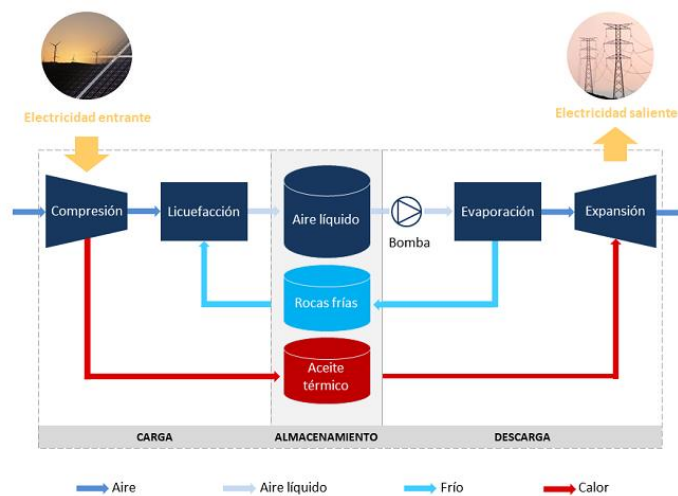 Electricidad entrante
Electricidad saliente
Compresión
Licuefacción
Aire líquido
Bomba
Evaporación
Expansión
Rocas frías
Aceite
térmico
CARGA
ALMACENAMIENTO
DESCARGA
Aire
Aire líquido
Frío
Calor